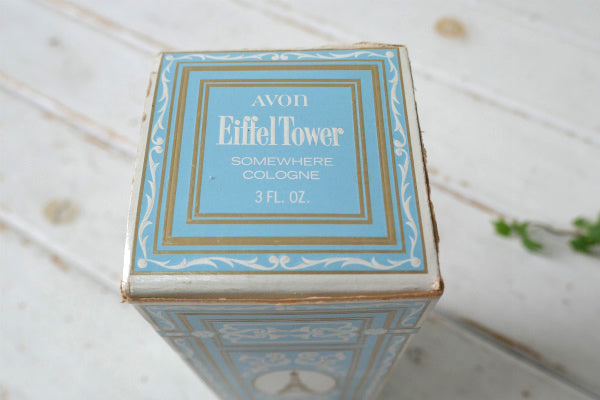 AVON
Eiffel Tower
SOMEWHERE
COLOGNE
3 FL. OZ.